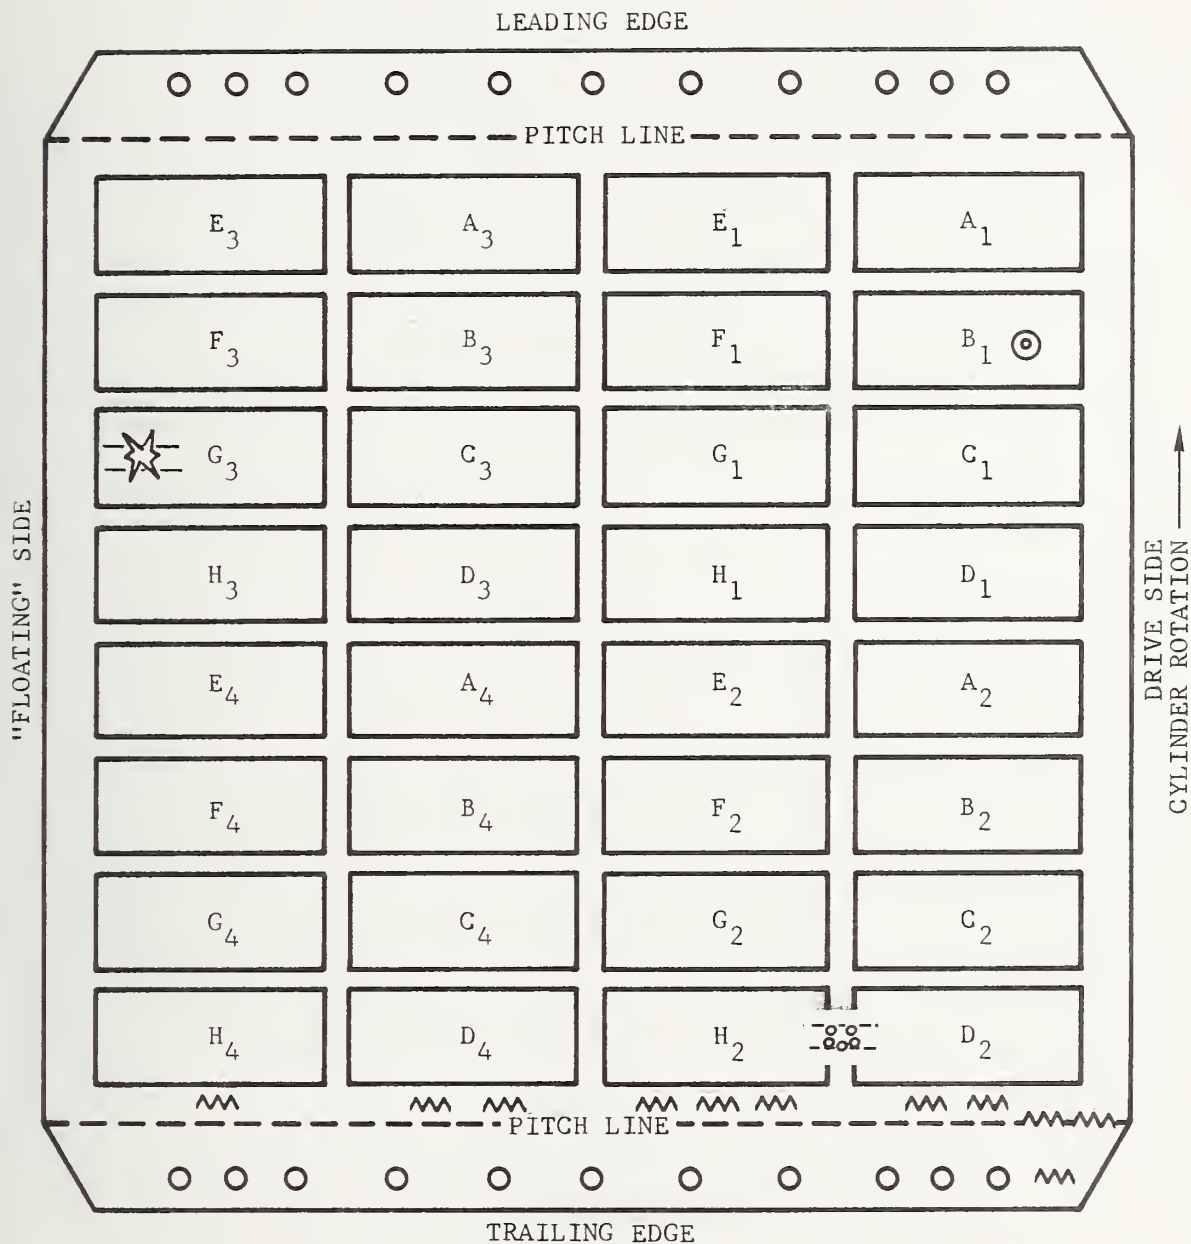 LEADING EDGE
PITCH LINE
E₃ A₃ E₁ A₁
F₃ B₃ F₁ B₁
G₃ C₃ G₁ C₁
H₃ D₃ H₁ D₁
E₄ A₄ E₂ A₂
F₄ B₄ F₂ B₂
G₄ C₄ G₂ C₂
H₄ D₄ H₂ D₂
PITCH LINE
TRAILING EDGE
"FLOATING" SIDE
DRIVE SIDE
CYLINDER ROTATION